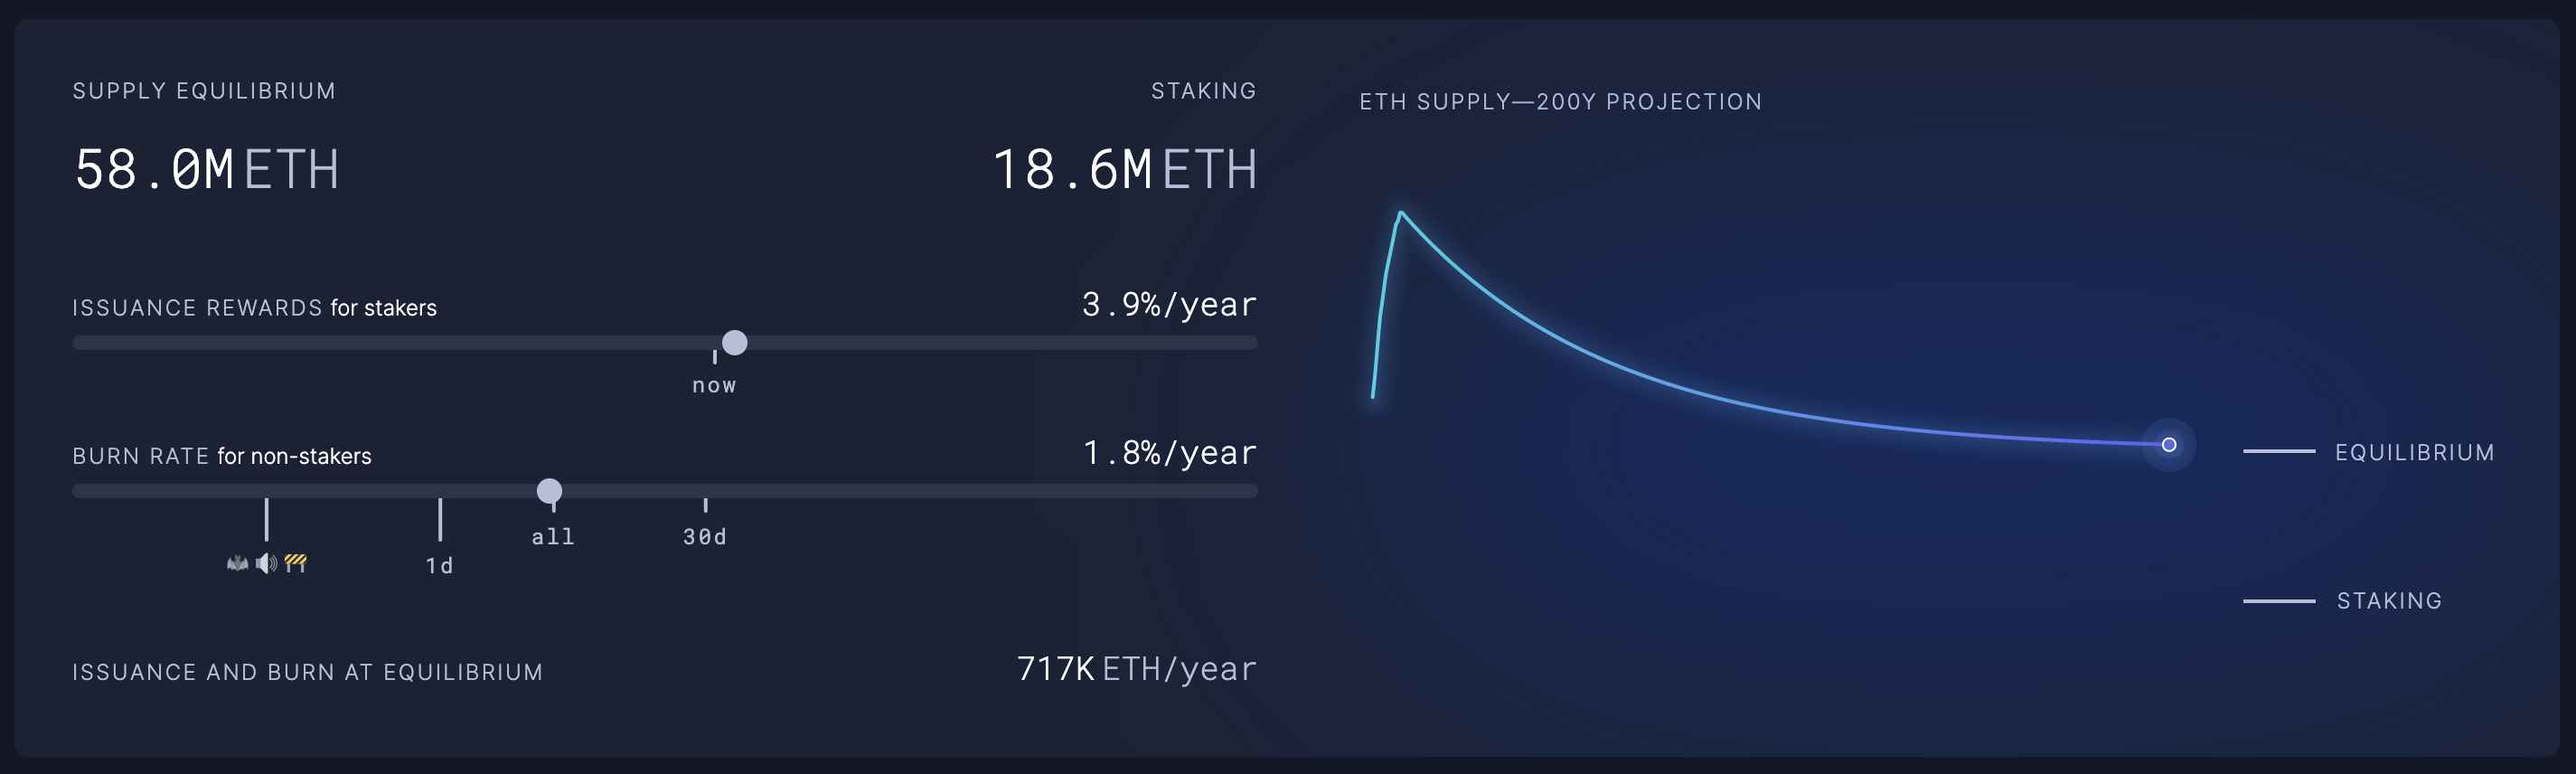 SUPPLY EQUILIBRIUM
58.0M ETH
STAKING
18.6M ETH
ISSUANCE REWARDS for stakers
3.9%/year
now
BURN RATE for non-stakers
1.8%/year
all
30d
🦇🔊🚧
1d
ISSUANCE AND BURN AT EQUILIBRIUM
717K ETH/year
ETH SUPPLY—200Y PROJECTION
EQUILIBRIUM
STAKING